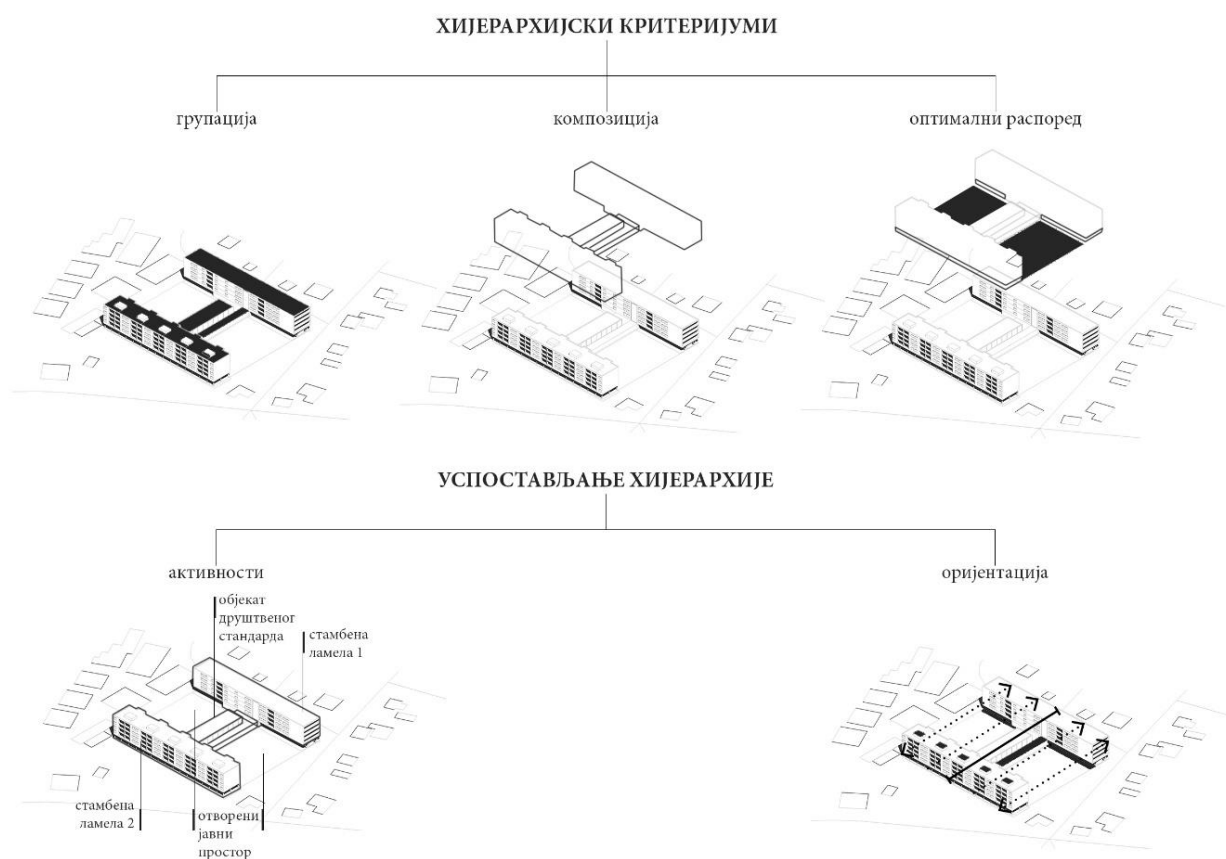 ХИЈЕРАРХИЈСКИ КРИТЕРИЈУМИ
групација
композиција
оптимални распоред
УСПОСТАВЉАЊЕ ХИЈЕРАРХИЈЕ
активности
оријентација
објекат
друштвеног
стандарда
стамбена
ламела 1
стамбена
ламела 2
отворени
јавни
простор